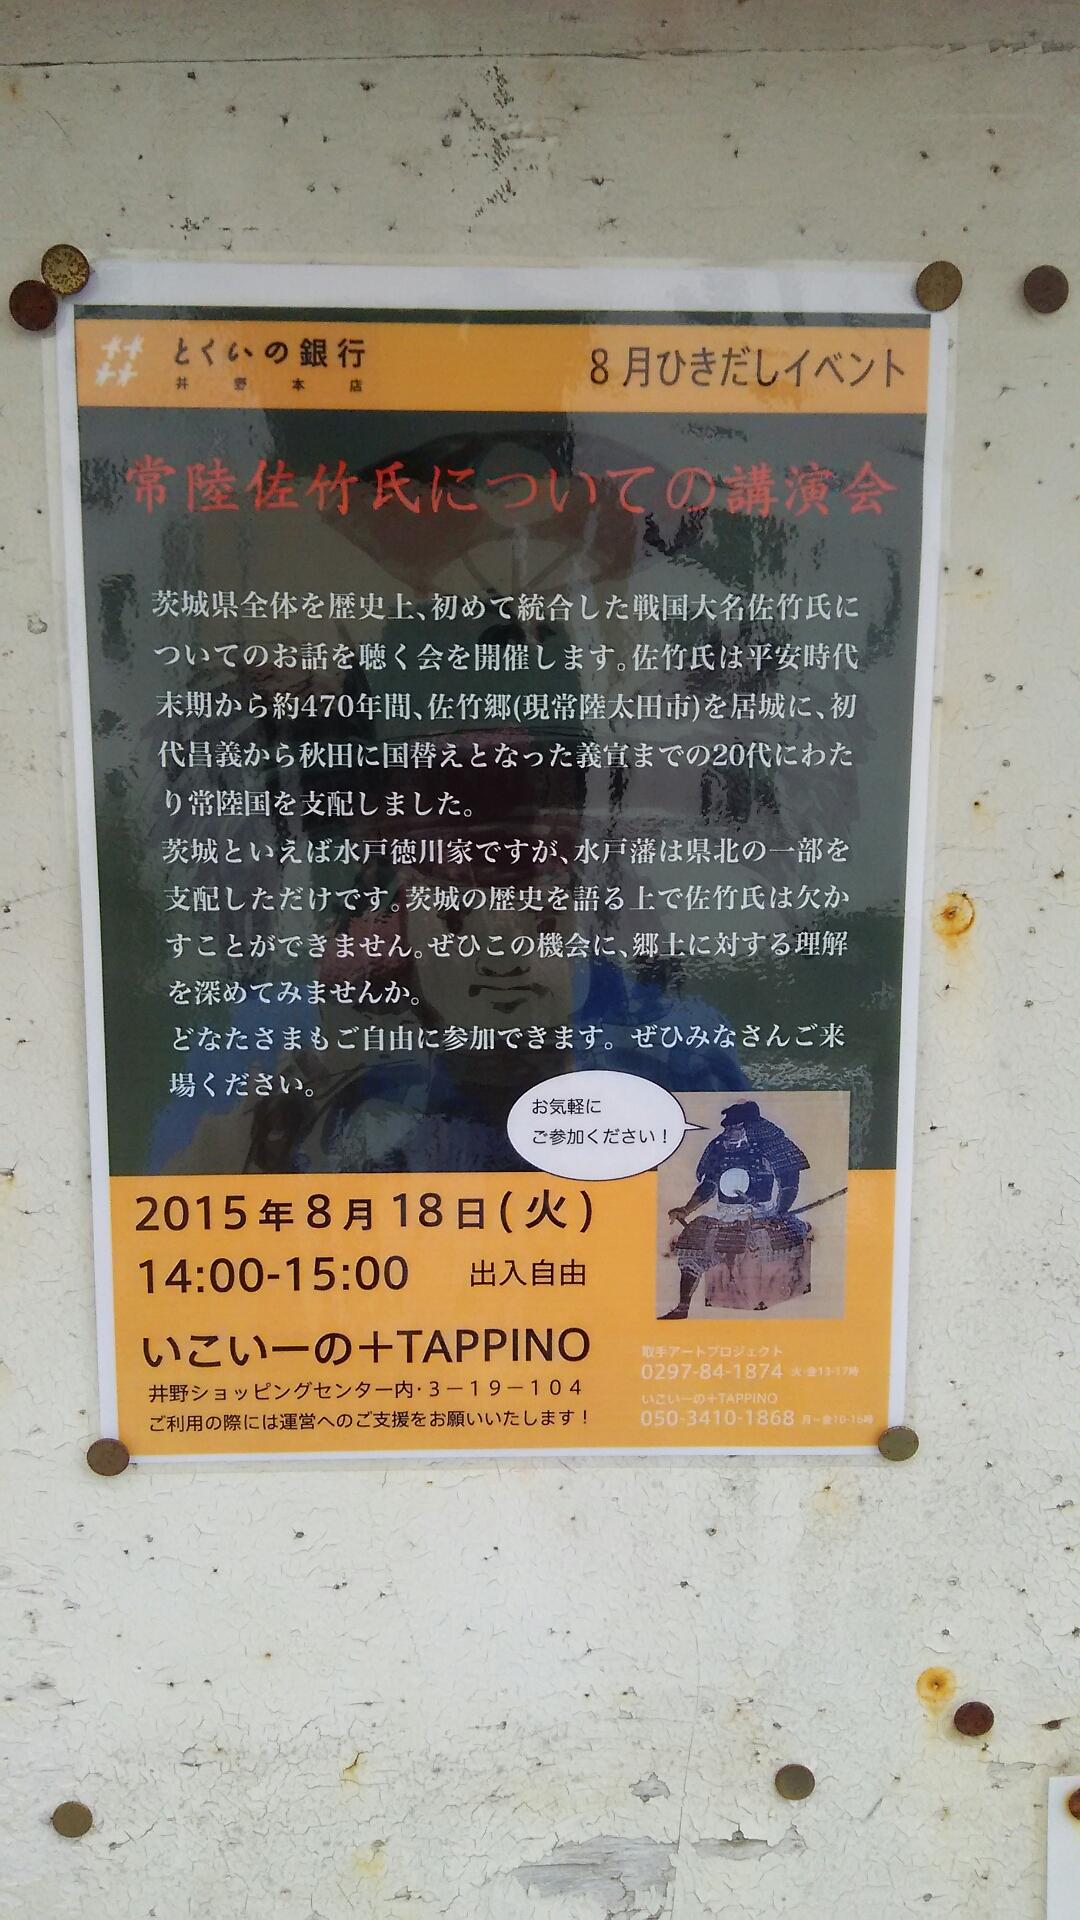 とくいの銀行
井野本店
8月ひきだしイベント
常陸佐竹氏についての講演会
茨城県全体を歴史上、初めて統合した戦国大名佐竹氏に
ついてのお話を聴く会を開催します。佐竹氏は平安時代
末期から約470年間、佐竹郷(現常陸太田市)を居城に、初
代昌義から秋田に国替えとなった義宣までの20代にわた
り常陸国を支配しました。
茨城といえば水戸徳川家ですが、水戸藩は県北の一部を
支配しただけです。茨城の歴史を語る上で佐竹氏は欠か
すことができません。ぜひこの機会に、郷土に対する理解
を深めてみませんか。
どなたさまもご自由に参加できます。ぜひみなさんご来
場ください。
お気軽に
ご参加ください！
2015年8月18日(火)
14:00-15:00 出入自由
いこいーの＋TAPPINO
井野ショッピングセンター内･３－１９－１０４
ご利用の際には運営へのご支援をお願いいたします！
取手アートプロジェクト
0297-84-1874 火･金13-17時
いこいーの+TAPPINO
050-3410-1868 月～金10-16時